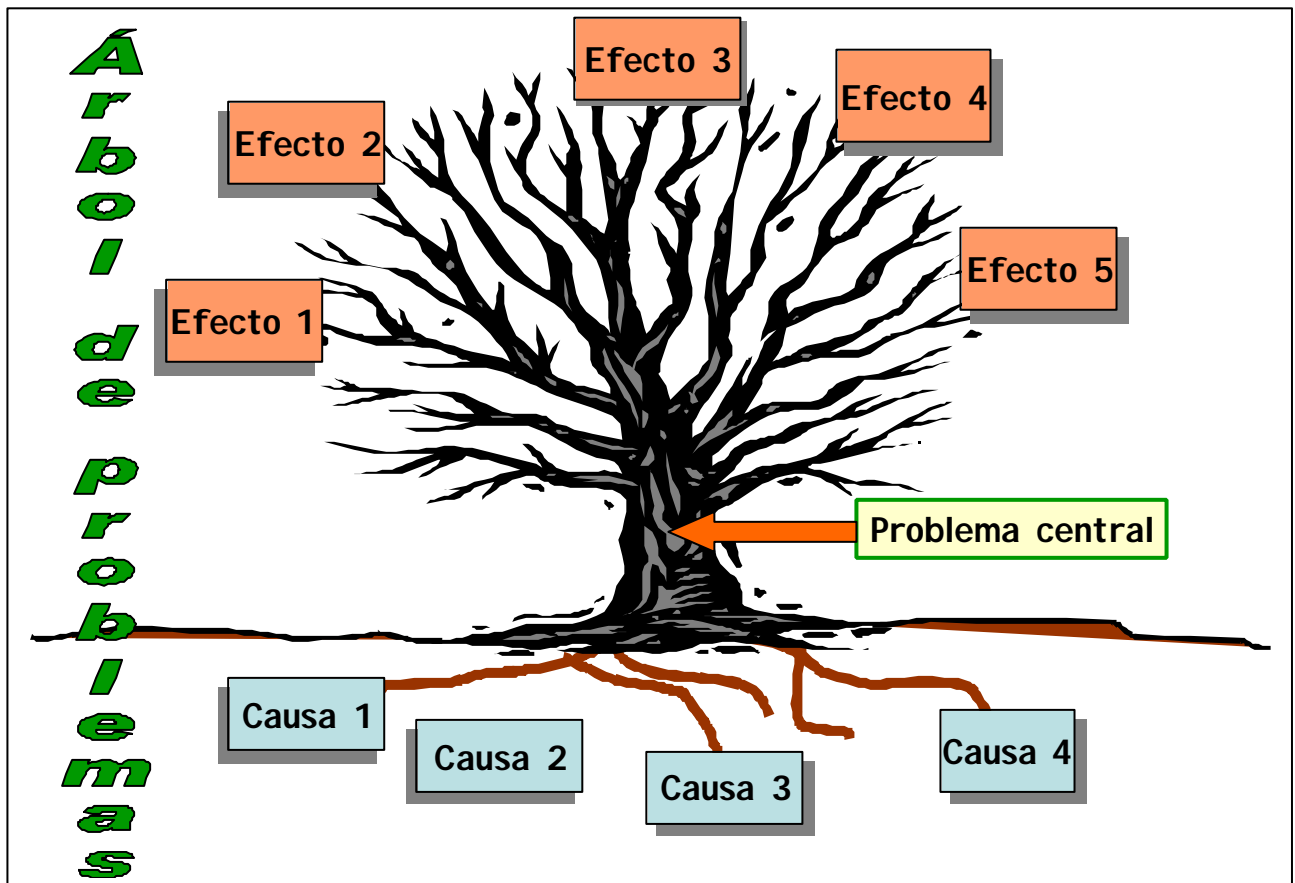 Árbol de problemas
Efecto 3
Efecto 4
Efecto 2
Efecto 5
Efecto 1
Problema central
Causa 1
Causa 2
Causa 3
Causa 4